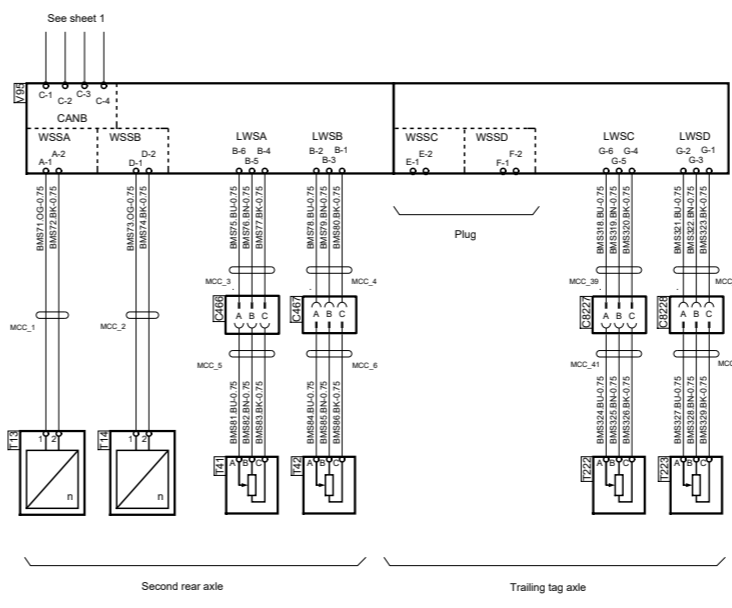 See sheet 1
V95
C-1 C-2 C-3 C-4
CANB
WSSA WSSB LWSA LWSB WSSC WSSD LWSC LWSD
A-1 A-2 D-1 D-2 B-6 B-5 B-4 B-2 B-3 B-1 E-1 E-2 F-1 F-2 G-6 G-5 G-4 G-2 G-3 G-1
BMS71.OG-0.75
BMS72.BK-0.75
BMS73.OG-0.75
BMS74.BK-0.75
BMS75.BU-0.75
BMS76.BN-0.75
BMS77.BK-0.75
BMS78.BU-0.75
BMS79.BN-0.75
BMS80.BK-0.75
Plug
BMS318.BU-0.75
BMS319.BN-0.75
BMS320.BK-0.75
BMS321.BU-0.75
BMS322.BN-0.75
BMS323.BK-0.75
MCC_3 MCC_4 MCC_39 MCC
C466 A B C
C467 A B C
C8227 A B C
C8228 A B C
MCC_1 MCC_2
MCC_5 MCC_6 MCC_41 MCC
BMS81.BU-0.75
BMS82.BN-0.75
BMS83.BK-0.75
BMS84.BU-0.75
BMS85.BN-0.75
BMS86.BK-0.75
BMS324.BU-0.75
BMS325.BN-0.75
BMS326.BK-0.75
BMS327.BU-0.75
BMS328.BN-0.75
BMS329.BK-0.75
T13 1 2 n
T14 1 2 n
T41 A B C
T42 A B C
T222 A B C
T223 A B C
Second rear axle
Trailing tag axle